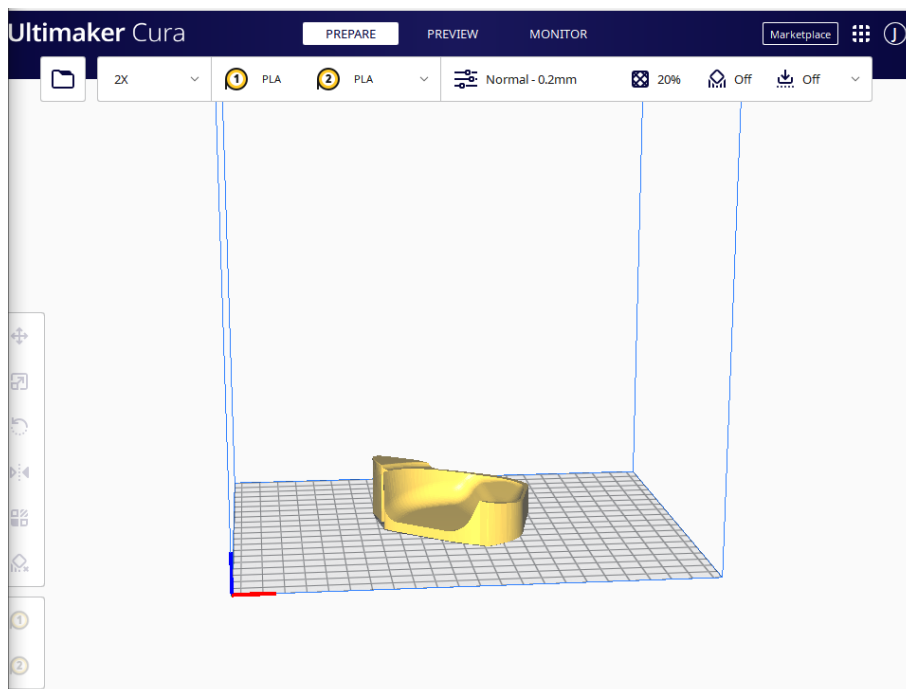 Ultimaker Cura
PREPARE PREVIEW MONITOR
Marketplace
J
2X
1 PLA 2 PLA
Normal - 0.2mm
20% Off Off
1
2